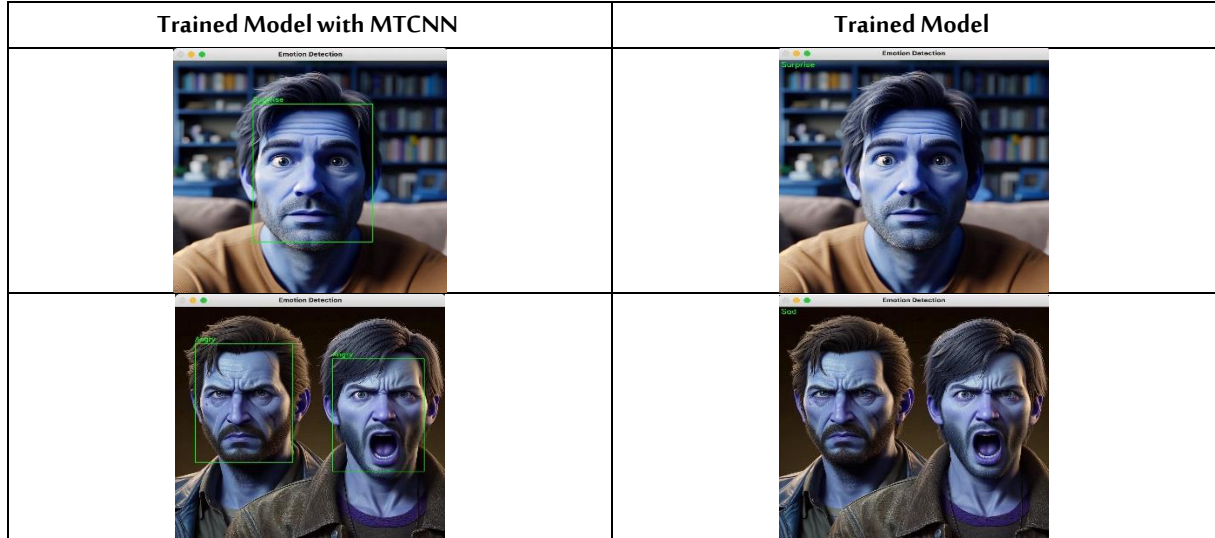 Trained Model with MTCNN
Trained Model
Emotion Detection
Surprise
Emotion Detection
Surprise
Emotion Detection
Angry
Angry
Emotion Detection
Sad